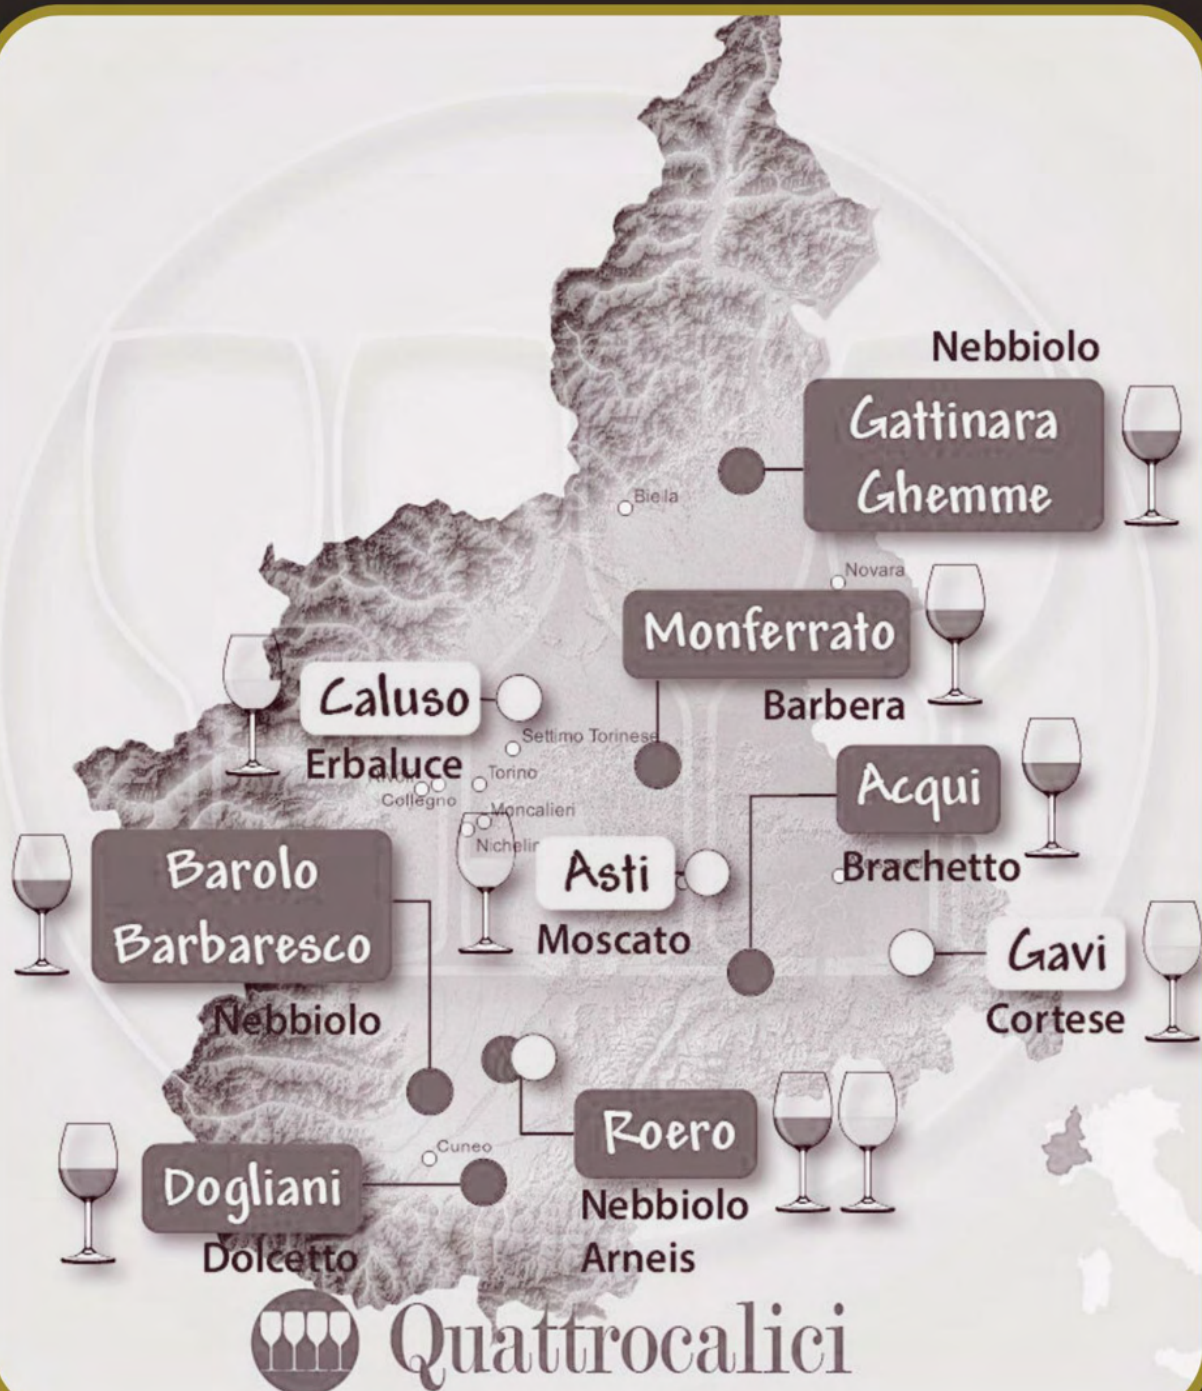 Nebbiolo
Gattinara
Ghemme
Biella
Novara
Monferrato
Barbera
Caluso
Erbaluce
Settimo Torinese
Torino
Collegno
Moncalieri
Acqui
Brachetto
Asti
Moscato
Barolo
Barbaresco
Nebbiolo
Gavi
Cortese
Roero
Nebbiolo
Arneis
Cuneo
Dogliani
Dolcetto
Quattrocalici